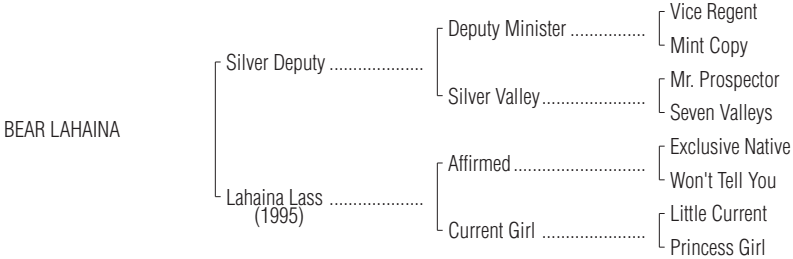 Vice Regent
Deputy Minister ................
Mint Copy
Silver Deputy ....................
Mr. Prospector
Silver Valley......................
Seven Valleys
BEAR LAHAINA
Exclusive Native
Affirmed............................
Won't Tell You
Lahaina Lass ....................
(1995)
Little Current
Current Girl ......................
Princess Girl